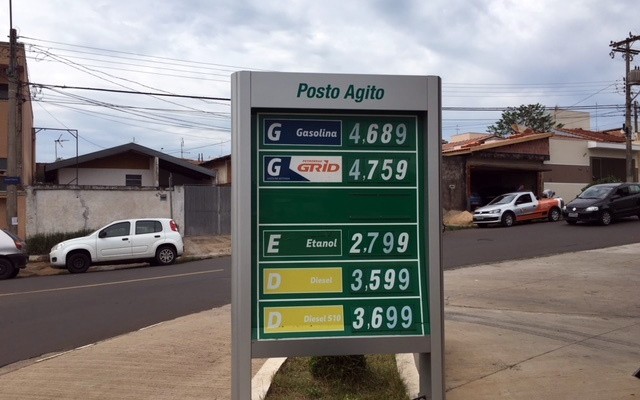 Posto Agito
G Gasolina 4,689
G GRID 4,759
E Etanol 2,799
D Diesel 3,599
D Diesel S10 3,699